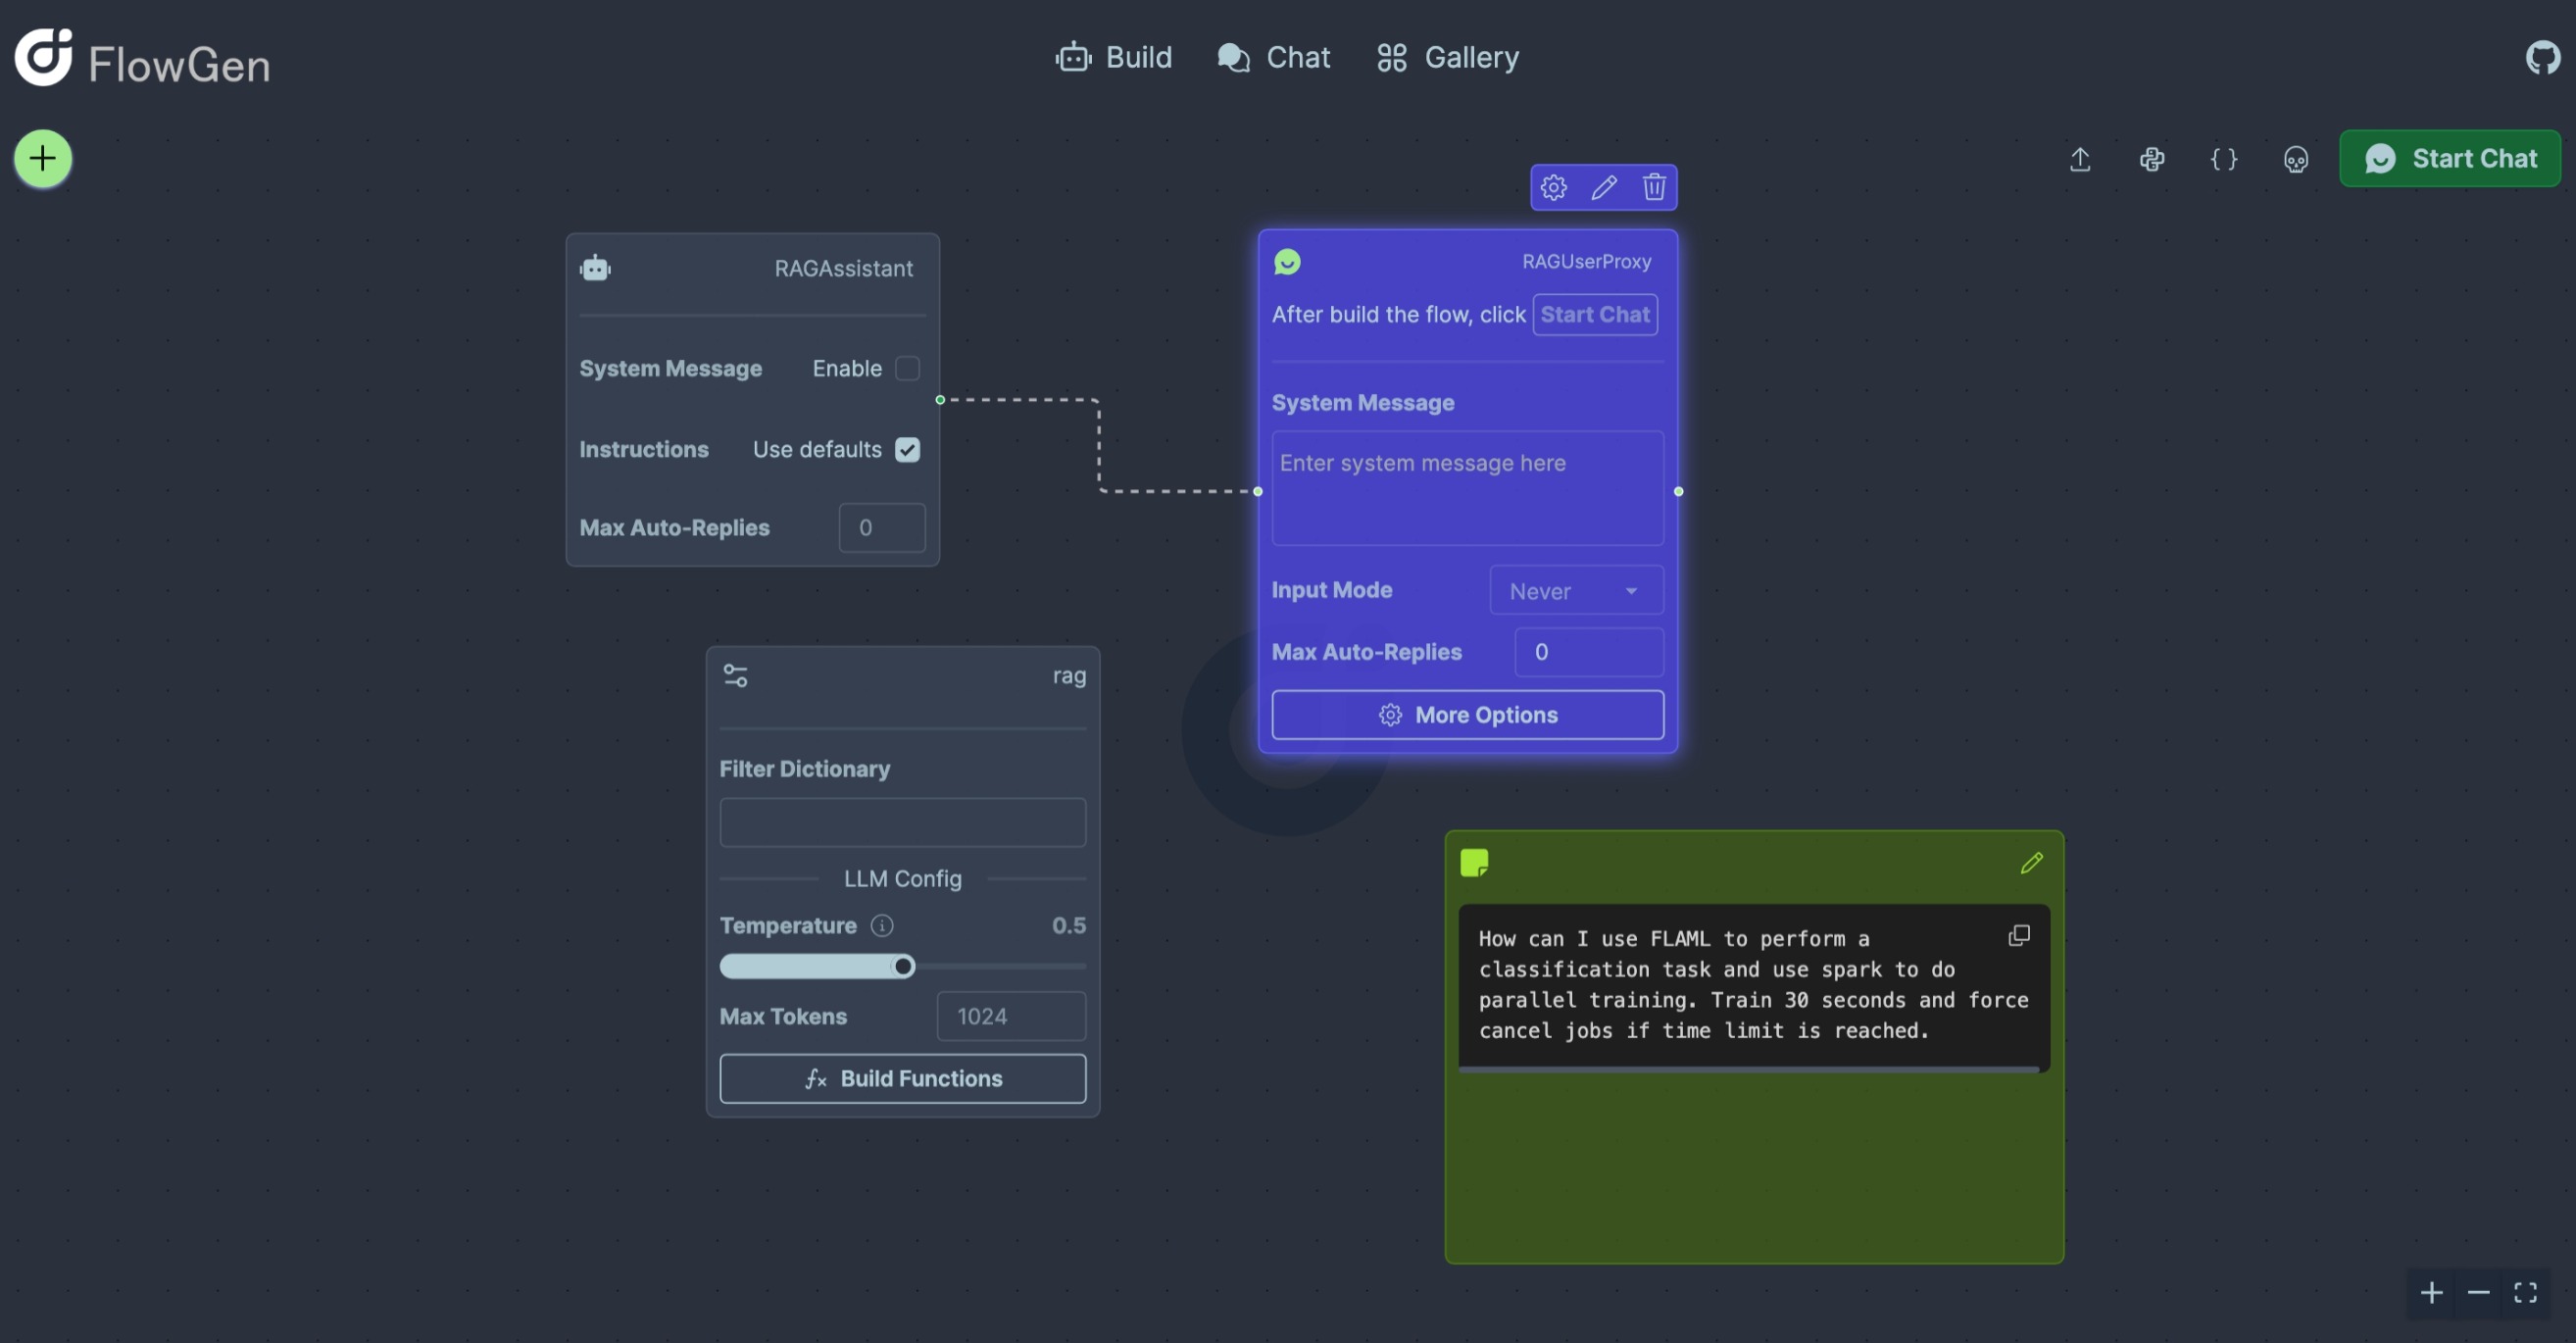 FlowGen
Build
Chat
Gallery
Start Chat
RAGAssistant
System Message Enable
Instructions Use defaults
Max Auto-Replies 0
RAGUserProxy
After build the flow, click Start Chat
System Message
Enter system message here
Input Mode Never
Max Auto-Replies 0
More Options
rag
Filter Dictionary
LLM Config
Temperature 0.5
Max Tokens 1024
fx Build Functions
How can I use FLAML to perform a
classification task and use spark to do
parallel training. Train 30 seconds and force
cancel jobs if time limit is reached.